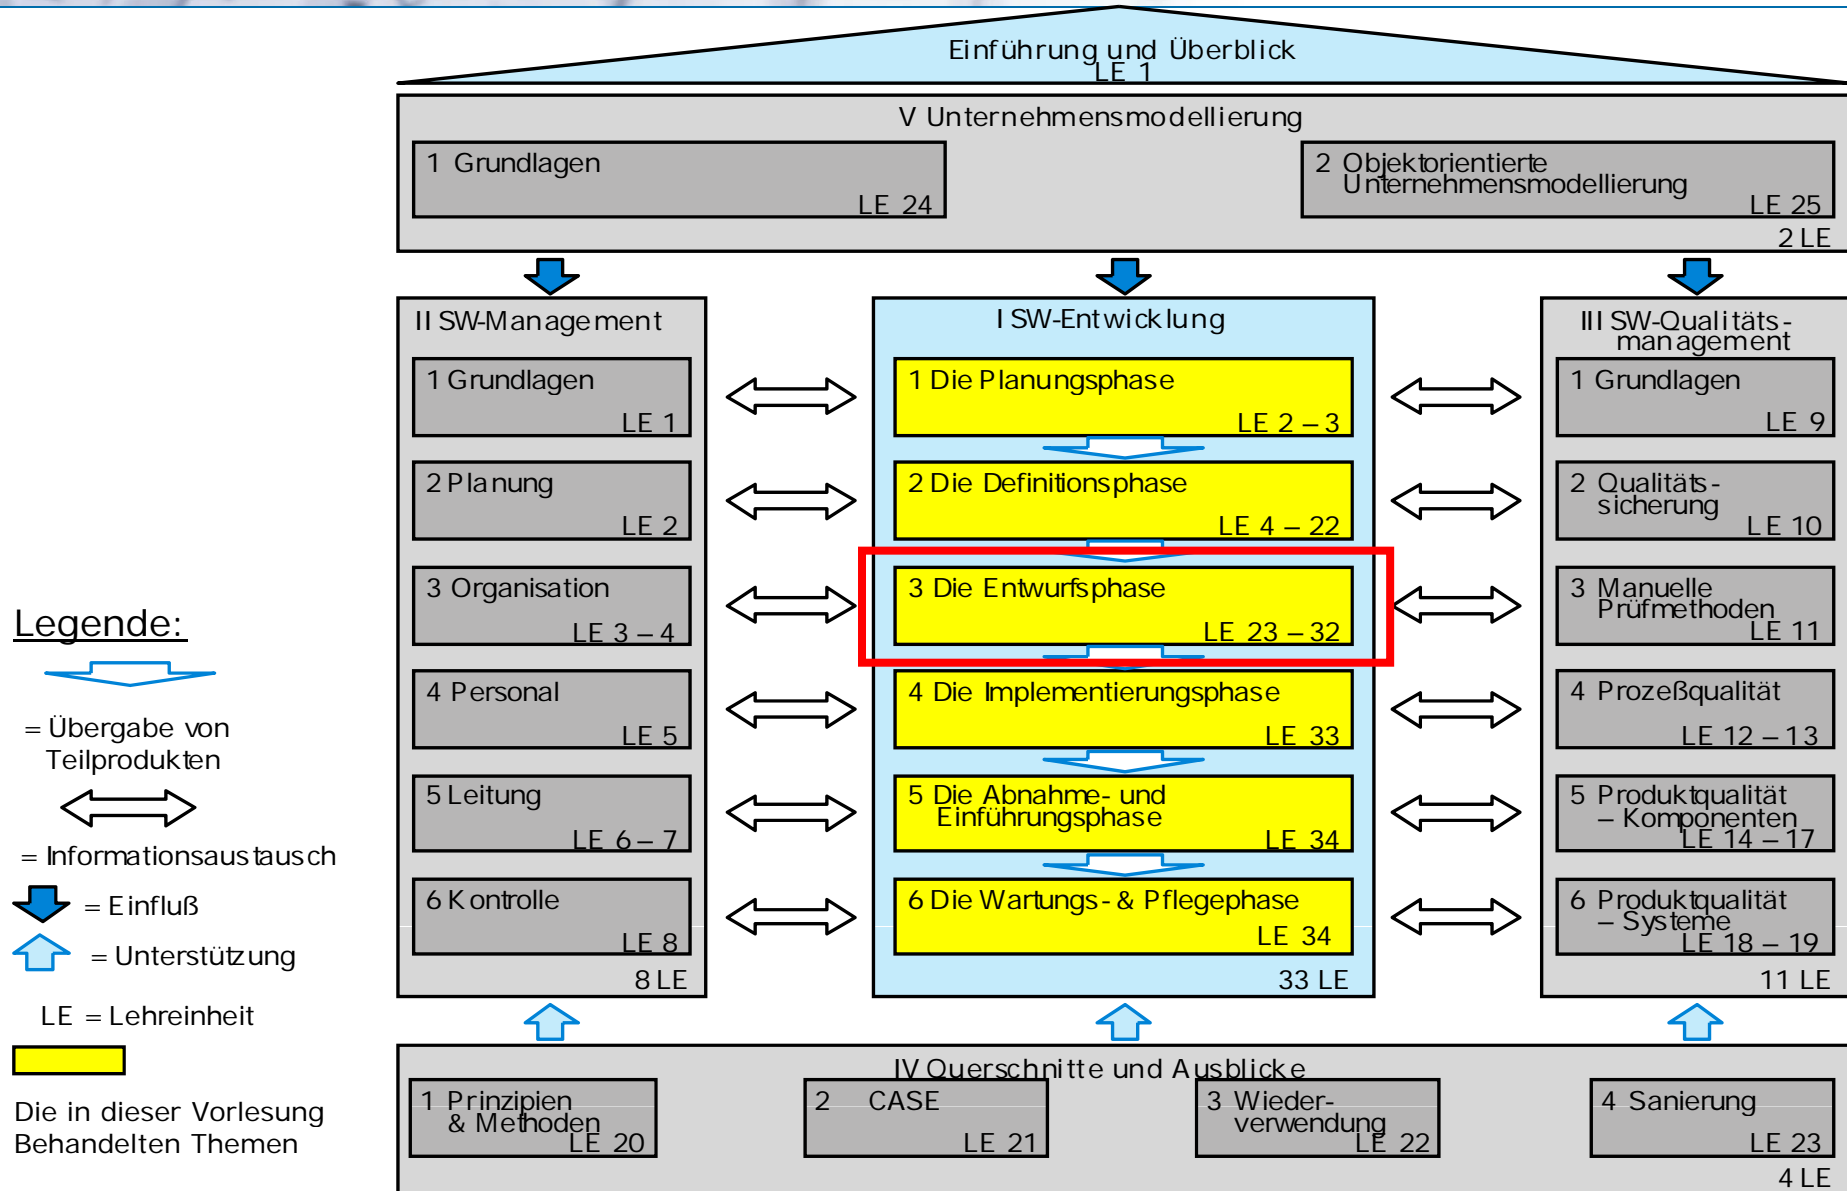 Einführung und Überblick
LE 1
V Unternehmensmodellierung
1 Grundlagen
LE 24
2 Objektorientierte
Unternehmensmodellierung
LE 25
2 LE
II SW-Management
1 Grundlagen
LE 1
2 Planung
LE 2
3 Organisation
LE 3 – 4
4 Personal
LE 5
5 Leitung
LE 6 – 7
6 Kontrolle
LE 8
8 LE
I SW-Entwicklung
1 Die Planungsphase
LE 2 – 3
2 Die Definitionsphase
LE 4 – 22
3 Die Entwurfsphase
LE 23 – 32
4 Die Implementierungsphase
LE 33
5 Die Abnahme- und
Einführungsphase
LE 34
6 Die Wartungs- & Pflegephase
LE 34
33 LE
III SW-Qualitäts-
management
1 Grundlagen
LE 9
2 Qualitäts-
sicherung
LE 10
3 Manuelle
Prüfmethoden
LE 11
4 Prozeßqualität
LE 12 – 13
5 Produktqualität
– Komponenten
LE 14 – 17
6 Produktqualität
– Systeme
LE 18 – 19
11 LE
IV Querschnitte und Ausblicke
1 Prinzipien
& Methoden
LE 20
2 CASE
LE 21
3 Wieder-
verwendung
LE 22
4 Sanierung
LE 23
4 LE
Legende:
= Übergabe von
Teilprodukten
= Informationsaustausch
= Einfluß
= Unterstützung
LE = Lehreinheit
Die in dieser Vorlesung
Behandelten Themen